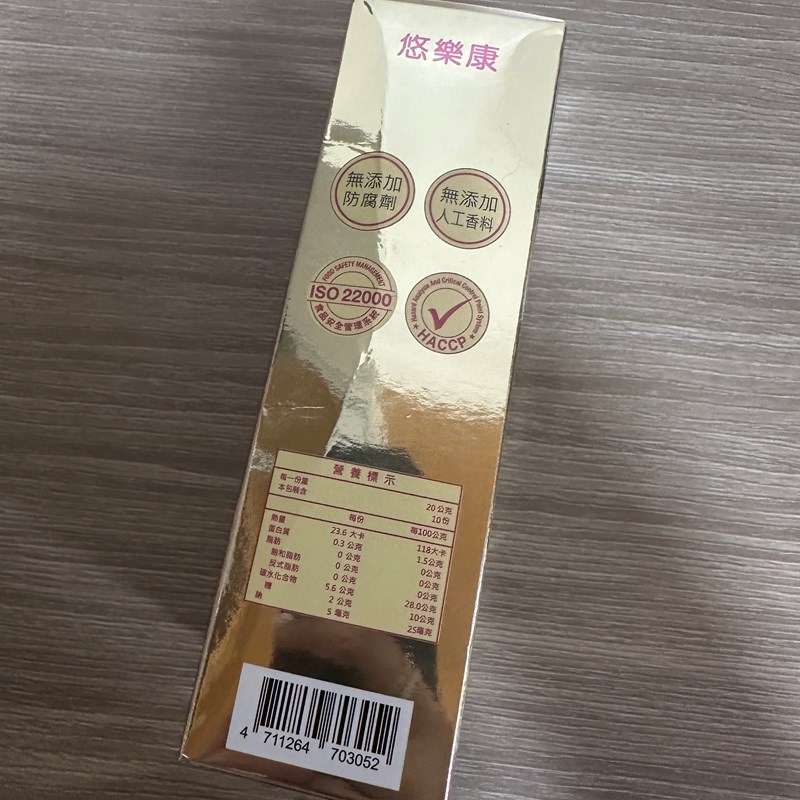 悠樂康
無添加
防腐劑
無添加
人工香料
FOOD SAFETY MANAGEMENT
ISO 22000
食品安全管理系統
Hazard Analysis And Critical Control Point System
HACCP
營養標示
每一份量 20公克
本包裝含 10份
每份 每100公克
熱量 23.6 大卡 118大卡
蛋白質 0.3 公克 1.5公克
脂肪 0 公克 0公克
飽和脂肪 0 公克 0公克
反式脂肪 0 公克 0公克
碳水化合物 5.6 公克 28.0公克
糖 2 公克 10公克
鈉 5 毫克 25毫克
4 711264 703052